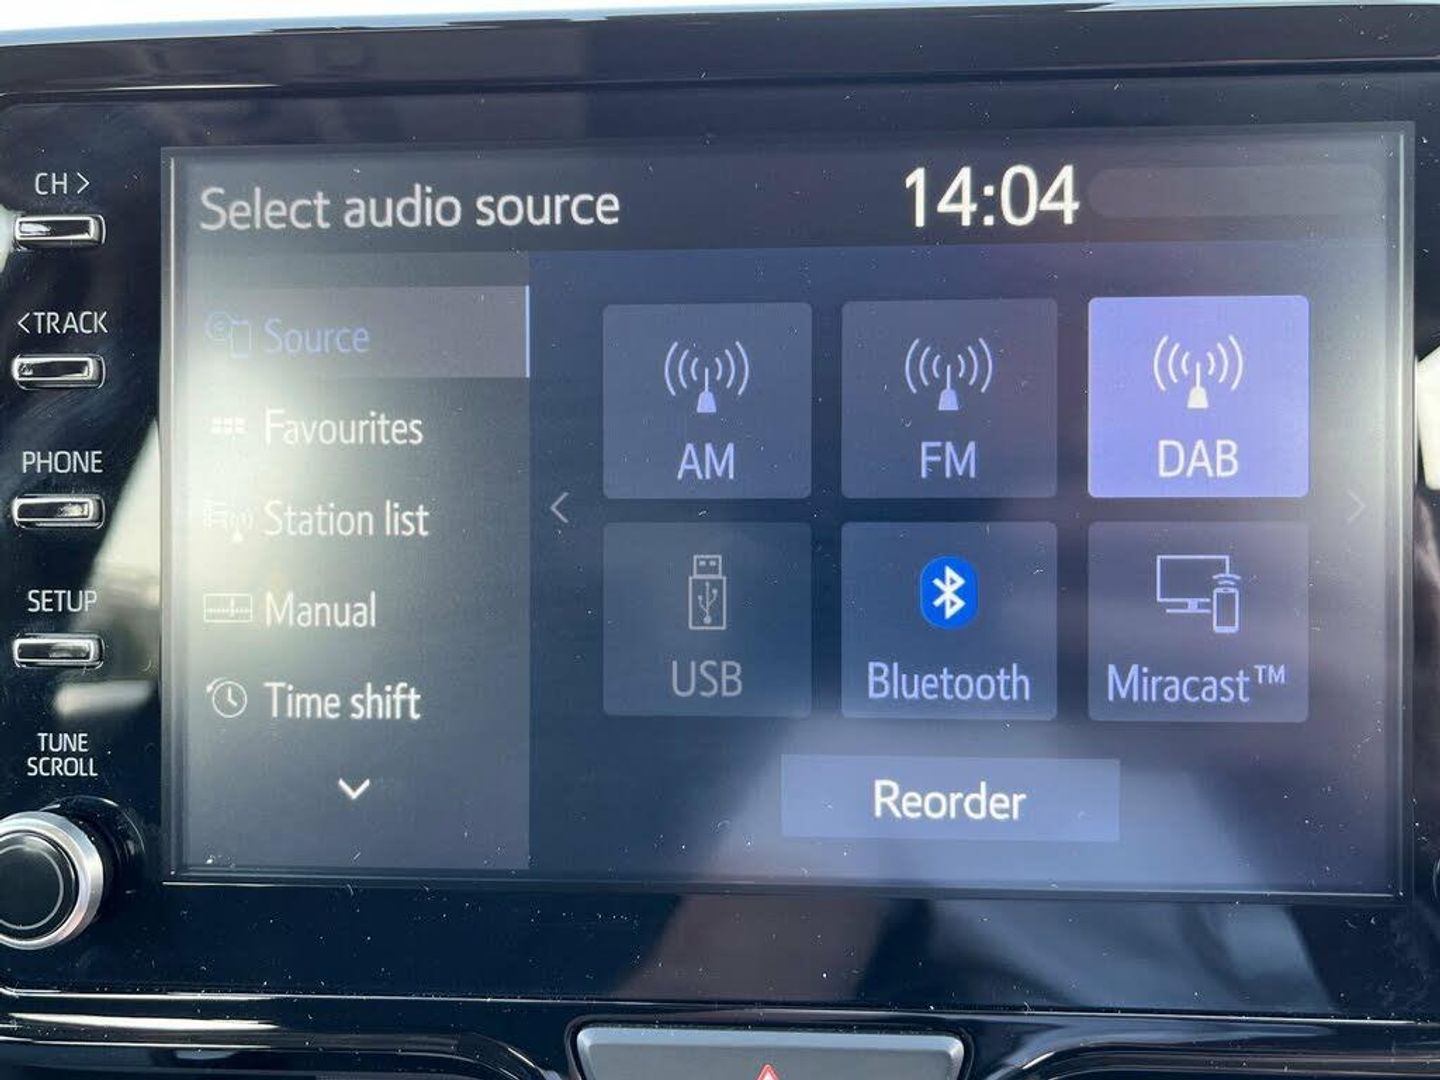 CH >
< TRACK
PHONE
SETUP
TUNE
SCROLL
Select audio source
14:04
Source
Favourites
Station list
Manual
Time shift
AM
FM
DAB
USB
Bluetooth
Miracast™
Reorder